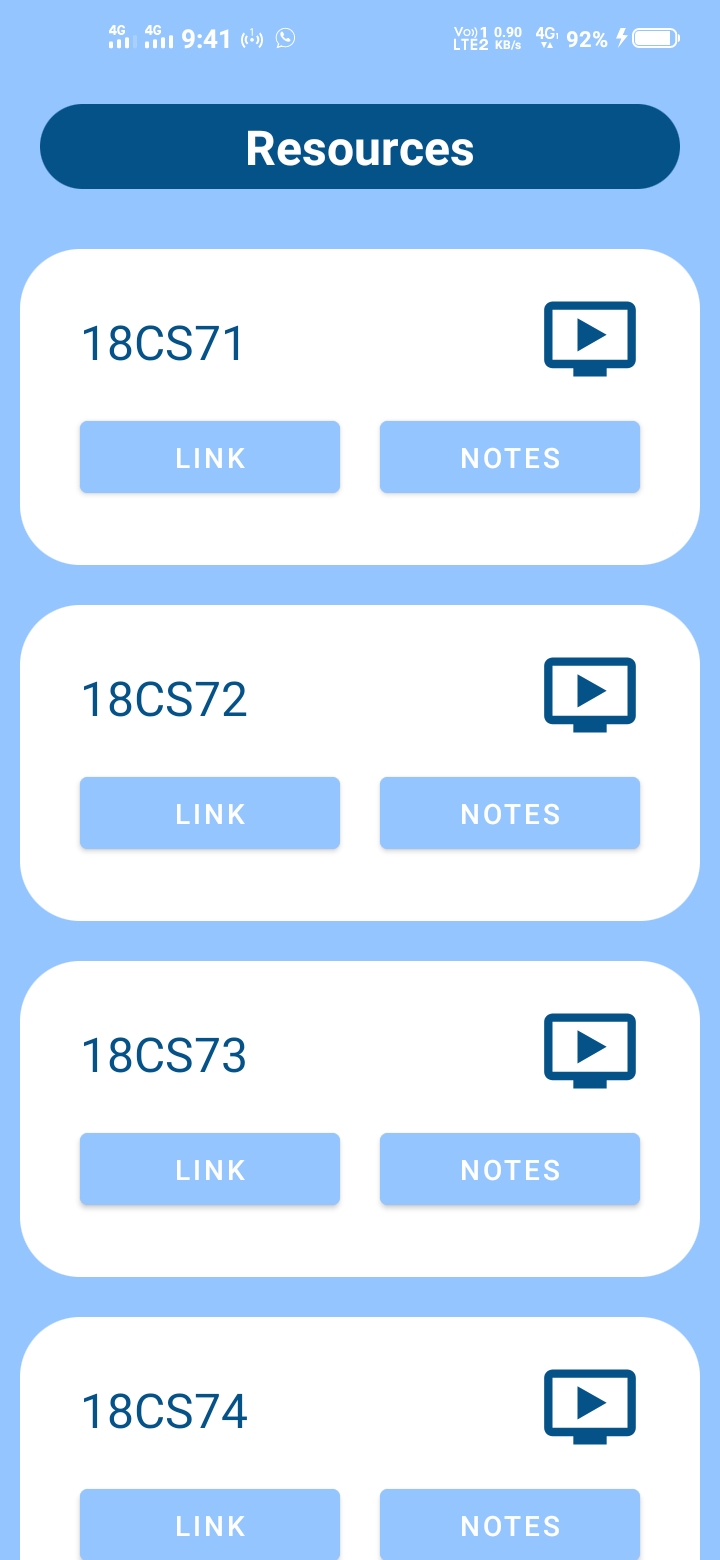 4G 4G 9:41 Vo)) 1 LTE2 0.90 KB/s 4G 92%
Resources
18CS71
LINK NOTES
18CS72
LINK NOTES
18CS73
LINK NOTES
18CS74
LINK NOTES